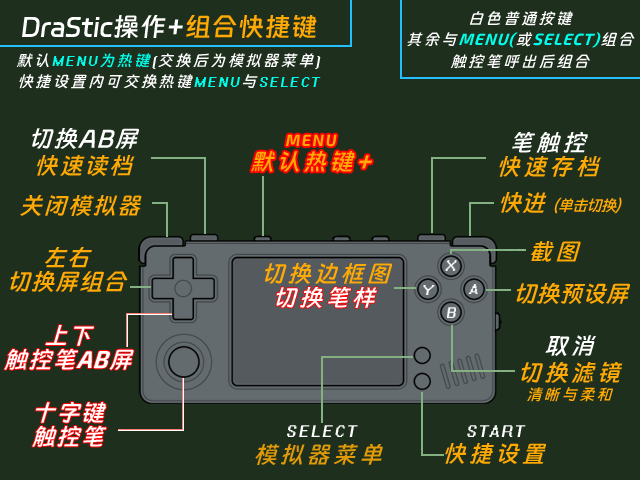 DraStic操作+组合快捷键
默认MENU为热键(交换后为模拟器菜单)
快捷设置内可交换热键MENU与SELECT
白色普通按键
其余与MENU(或SELECT)组合
触控笔呼出后组合
切换AB屏
快速读档
关闭模拟器
MENU
默认热键+
笔触控
快速存档
快进 (单击切换)
左右
切换屏组合
切换边框图
切换笔样
截图
X
Y
A
B
切换预设屏
上下
触控笔AB屏
取消
切换滤镜
清晰与柔和
十字键
触控笔
SELECT
模拟器菜单
START
快捷设置